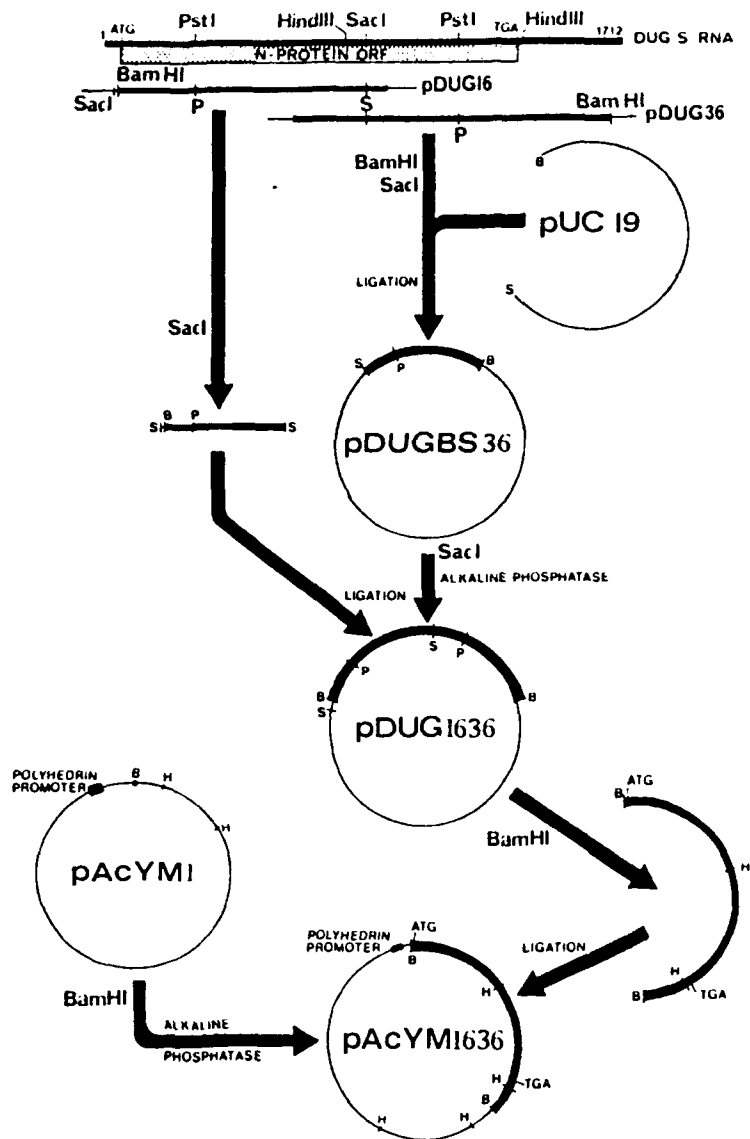 1 ATG PstI HindIII SacI PstI TGA HindIII 1712 DUG S RNA
N-PROTEIN ORF
BamHI
SacI P S pDUG16
BamHI pDUG36
P
BamHI
SacI
B
pUC 19
S
LIGATION
SacI
S P B
pDUGBS36
S B P S
SacI
ALKALINE PHOSPHATASE
LIGATION
S P
P
B B
S
pDUG1636
POLYHEDRIN
PROMOTER
B H
H
pAcYM1
BamHI
B ATG
H
H
B TGA
LIGATION
POLYHEDRIN
PROMOTER
ATG
B
H
pAcYM1636
H TGA
B
H H
BamHI
ALKALINE
PHOSPHATASE